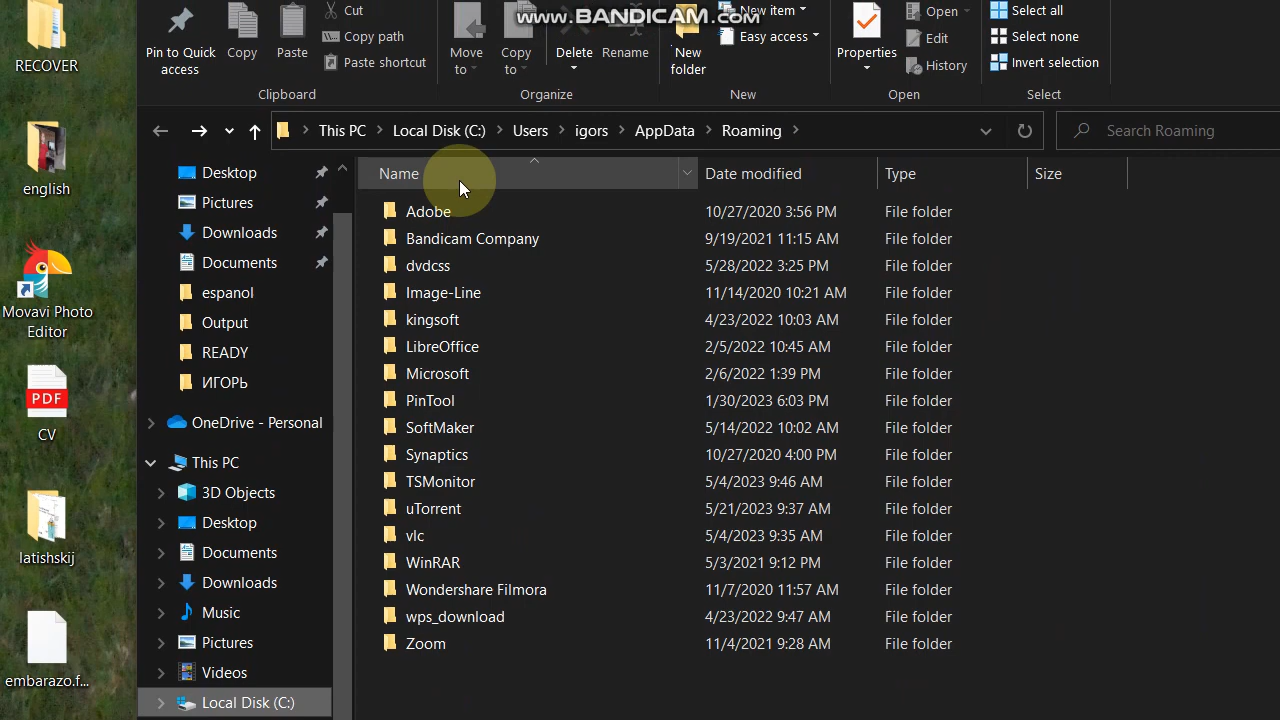 www.BANDICAM.com
RECOVER
english
Movavi Photo
Editor
PDF
CV
latishskij
embarazo.f...
Pin to Quick
access
Copy
Paste
Cut
Copy path
Paste shortcut
Clipboard
Move
to
Copy
to
Delete
Rename
Organize
New
folder
New item
Easy access
New
Properties
Open
Edit
History
Open
Select all
Select none
Invert selection
Select
This PC > Local Disk (C:) > Users > igors > AppData > Roaming >
Search Roaming
Desktop
Pictures
Downloads
Documents
espanol
Output
READY
ИГОРЬ
OneDrive - Personal
This PC
3D Objects
Desktop
Documents
Downloads
Music
Pictures
Videos
Local Disk (C:)
Name Date modified Type Size
Adobe 10/27/2020 3:56 PM File folder
Bandicam Company 9/19/2021 11:15 AM File folder
dvdcss 5/28/2022 3:25 PM File folder
Image-Line 11/14/2020 10:21 AM File folder
kingsoft 4/23/2022 10:03 AM File folder
LibreOffice 2/5/2022 10:45 AM File folder
Microsoft 2/6/2022 1:39 PM File folder
PinTool 1/30/2023 6:03 PM File folder
SoftMaker 5/14/2022 10:02 AM File folder
Synaptics 10/27/2020 4:00 PM File folder
TSMonitor 5/4/2023 9:46 AM File folder
uTorrent 5/21/2023 9:37 AM File folder
vlc 5/4/2023 9:35 AM File folder
WinRAR 5/3/2021 9:12 PM File folder
Wondershare Filmora 11/7/2020 11:57 AM File folder
wps_download 4/23/2022 9:47 AM File folder
Zoom 11/4/2021 9:28 AM File folder